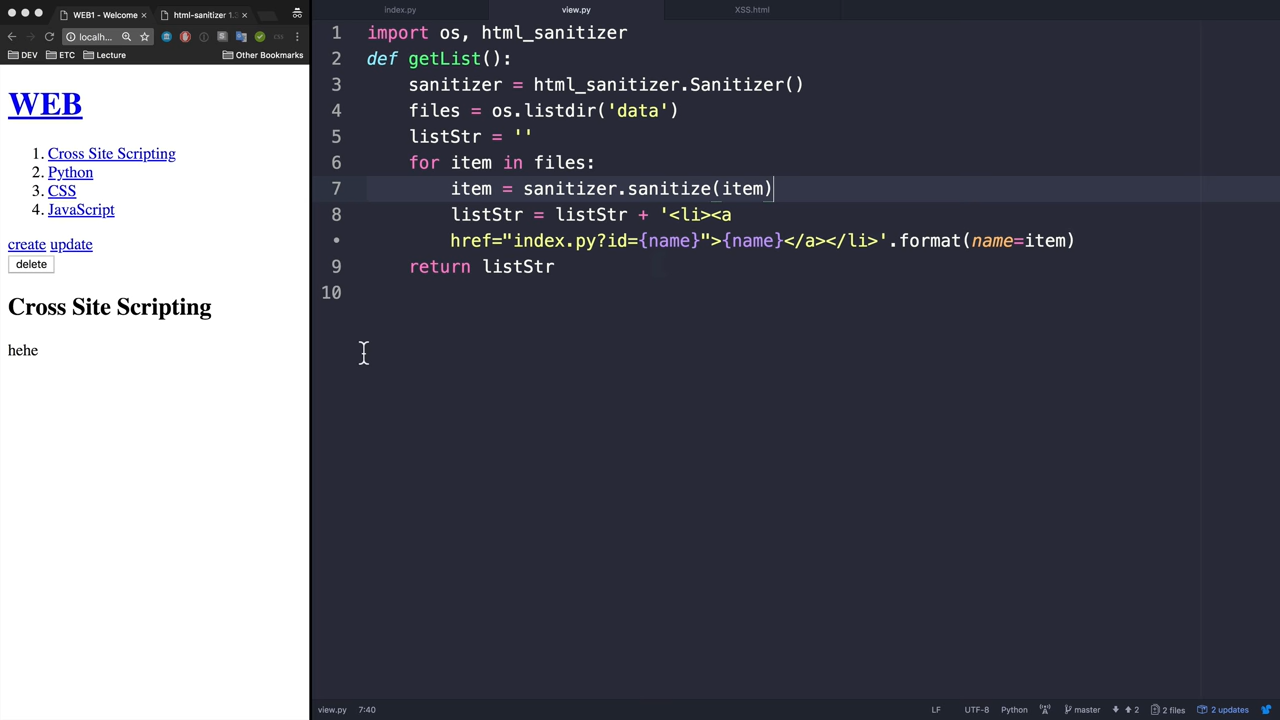 WEB1 - Welcome
html-sanitizer 1.
localh...
DEV
ETC
Lecture
Other Bookmarks
WEB
1. Cross Site Scripting
2. Python
3. CSS
4. JavaScript
create update
delete
Cross Site Scripting
hehe
index.py
view.py
XSS.html
1 import os, html_sanitizer
2 def getList():
3 sanitizer = html_sanitizer.Sanitizer()
4 files = os.listdir('data')
5 listStr = ''
6 for item in files:
7 item = sanitizer.sanitize(item)
8 listStr = listStr + '<li><a
• href="index.py?id={name}">{name}</a></li>'.format(name=item)
9 return listStr
10
view.py 7:40
LF UTF-8 Python master 2 2 files 2 updates